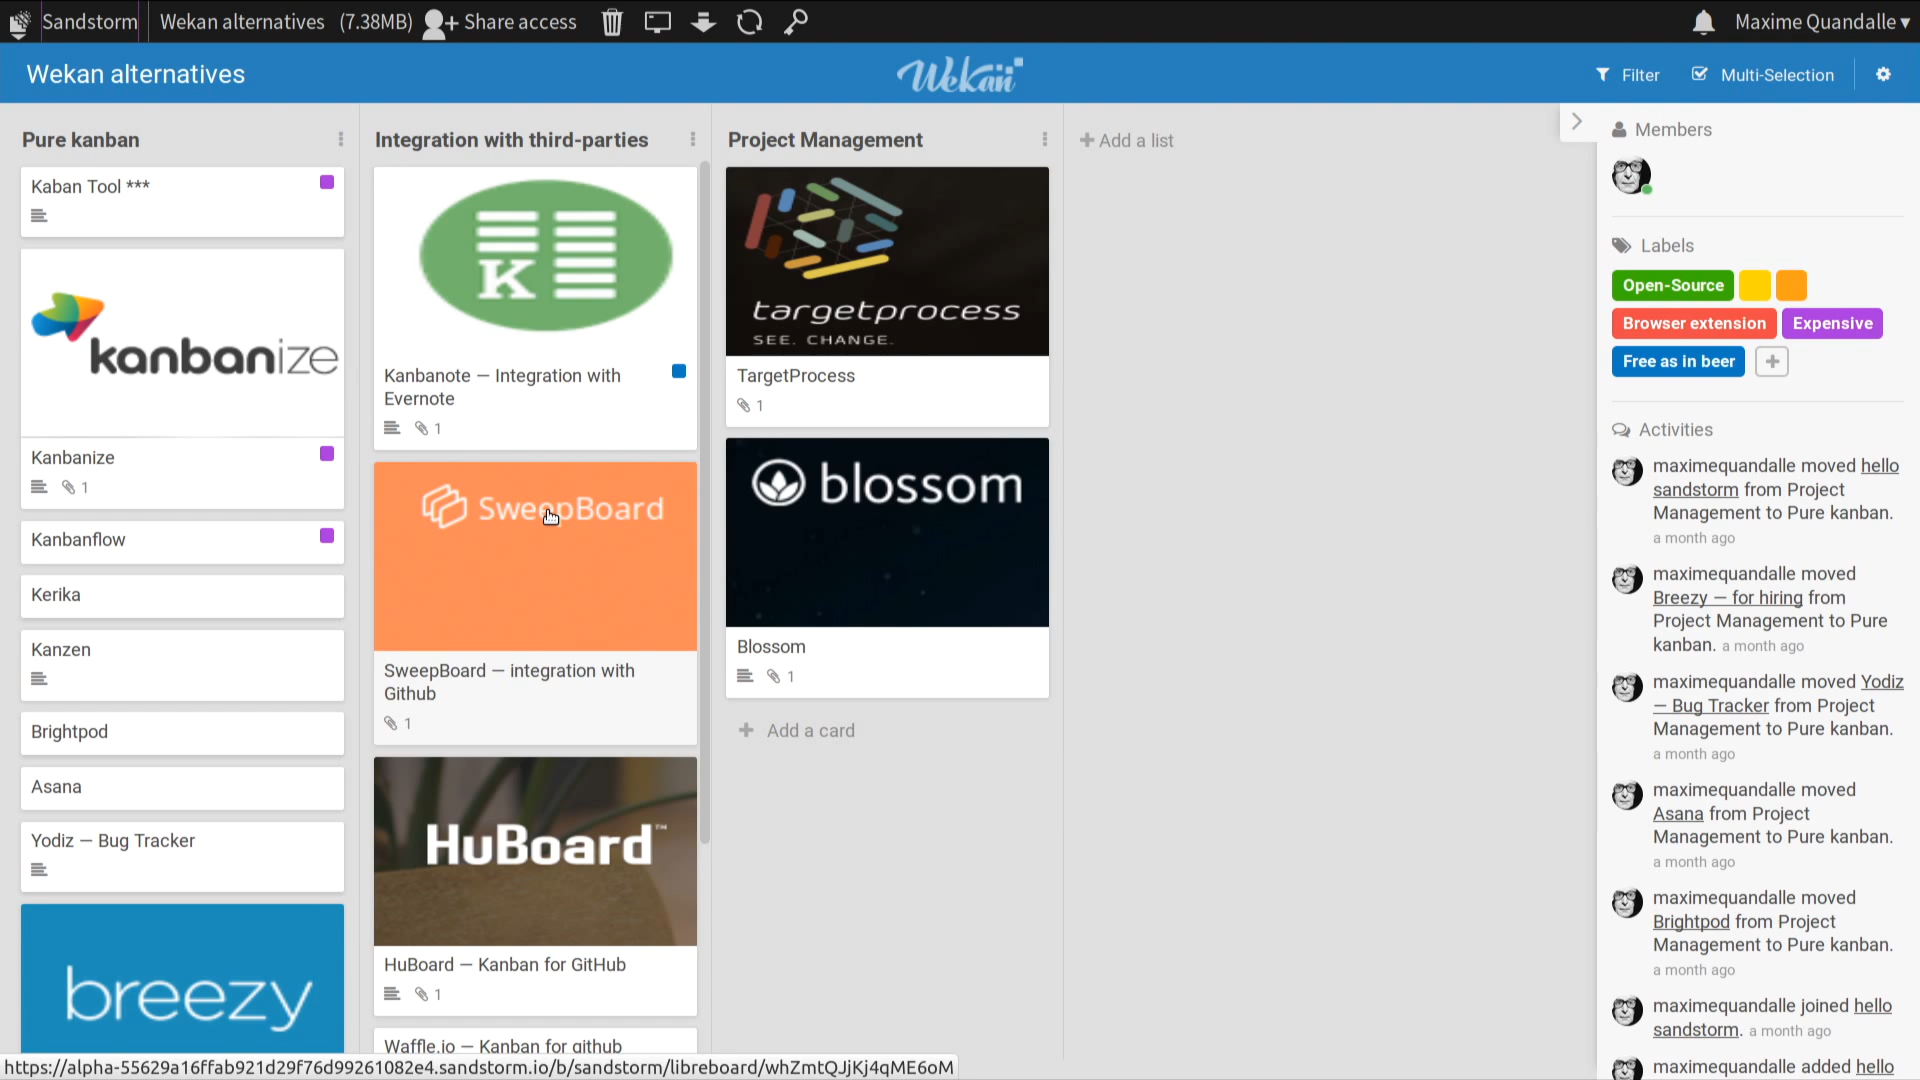 Sandstorm Wekan alternatives (7.38MB) Share access Maxime Quandalle ▾
Wekan alternatives Wekan Filter Multi-Selection
Pure kanban
Kaban Tool ***
kanbanize
Kanbanize
1
Kanbanflow
Kerika
Kanzen
Brightpod
Asana
Yodiz — Bug Tracker
breezy
Integration with third-parties
K
Kanbanote — Integration with
Evernote
1
SweepBoard
SweepBoard — integration with
Github
1
HuBoard™
HuBoard — Kanban for GitHub
1
Waffle.io — Kanban for github
Project Management
targetprocess
SEE. CHANGE.
TargetProcess
1
blossom
Blossom
1
+ Add a card
+ Add a list
Members
Labels
Open-Source
Browser extension Expensive
Free as in beer +
Activities
maximequandalle moved hello
sandstorm from Project
Management to Pure kanban.
a month ago
maximequandalle moved
Breezy — for hiring from
Project Management to Pure
kanban. a month ago
maximequandalle moved Yodiz
— Bug Tracker from Project
Management to Pure kanban.
a month ago
maximequandalle moved
Asana from Project
Management to Pure kanban.
a month ago
maximequandalle moved
Brightpod from Project
Management to Pure kanban.
a month ago
maximequandalle joined hello
sandstorm. a month ago
maximequandalle added hello
https://alpha-55629a16ffab921d29f76d99261082e4.sandstorm.io/b/sandstorm/libreboard/whZmtQJjKj4qME6oM